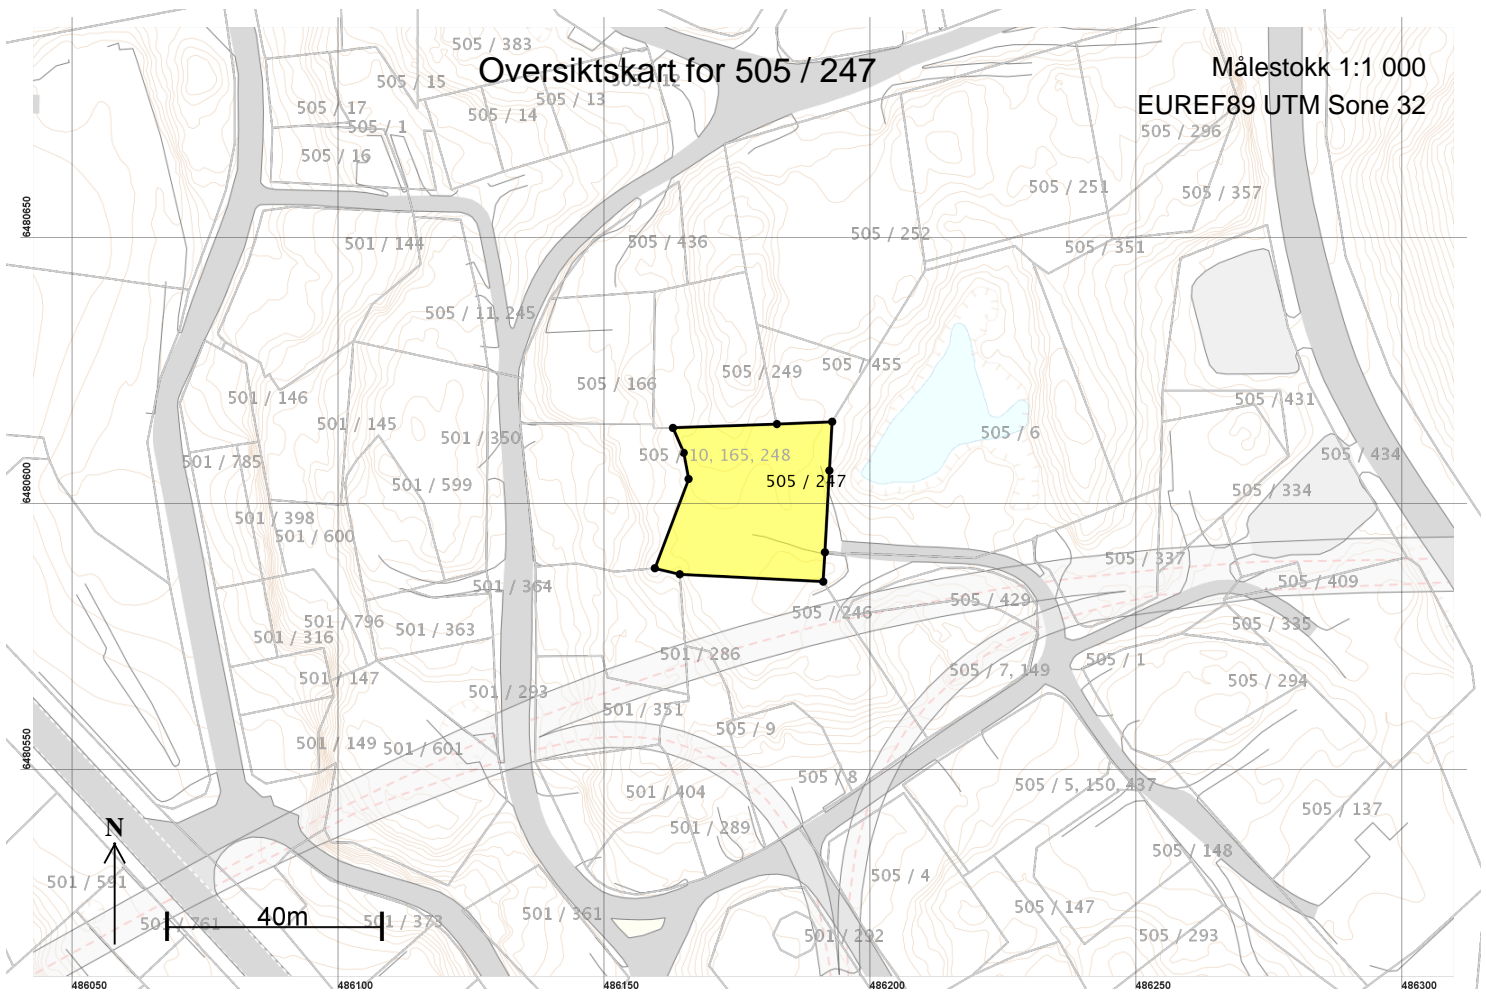 505 / 383
Oversiktskart for 505 / 247
Målestokk 1:1 000
EUREF89 UTM Sone 32
505 / 15
505 / 12
505 / 13
505 / 17
505 / 14
505 / 1
505 / 296
505 / 16
505 / 251
505 / 357
6480650
505 / 252
501 / 144
505 / 436
505 / 351
505 / 11, 245
505 / 249
505 / 455
505 / 166
501 / 146
505 / 431
501 / 145
501 / 350
505 / 6
505 / 10, 165, 248
505 / 434
501 / 785
505 / 247
501 / 599
505 / 334
6480600
501 / 398
501 / 600
505 / 337
501 / 364
505 / 409
505 / 429
505 / 246
501 / 796
505 / 335
501 / 363
501 / 316
501 / 286
505 / 1
505 / 7, 149
501 / 147
505 / 294
501 / 293
501 / 351
505 / 9
6480550
501 / 149
501 / 601
505 / 8
505 / 5, 150, 437
501 / 404
505 / 137
N
501 / 289
505 / 148
505 / 4
501 / 591
505 / 147
40m
501 / 361
501 / 373
501 / 761
501 / 292
505 / 293
486050
486100
486150
486200
486250
486300